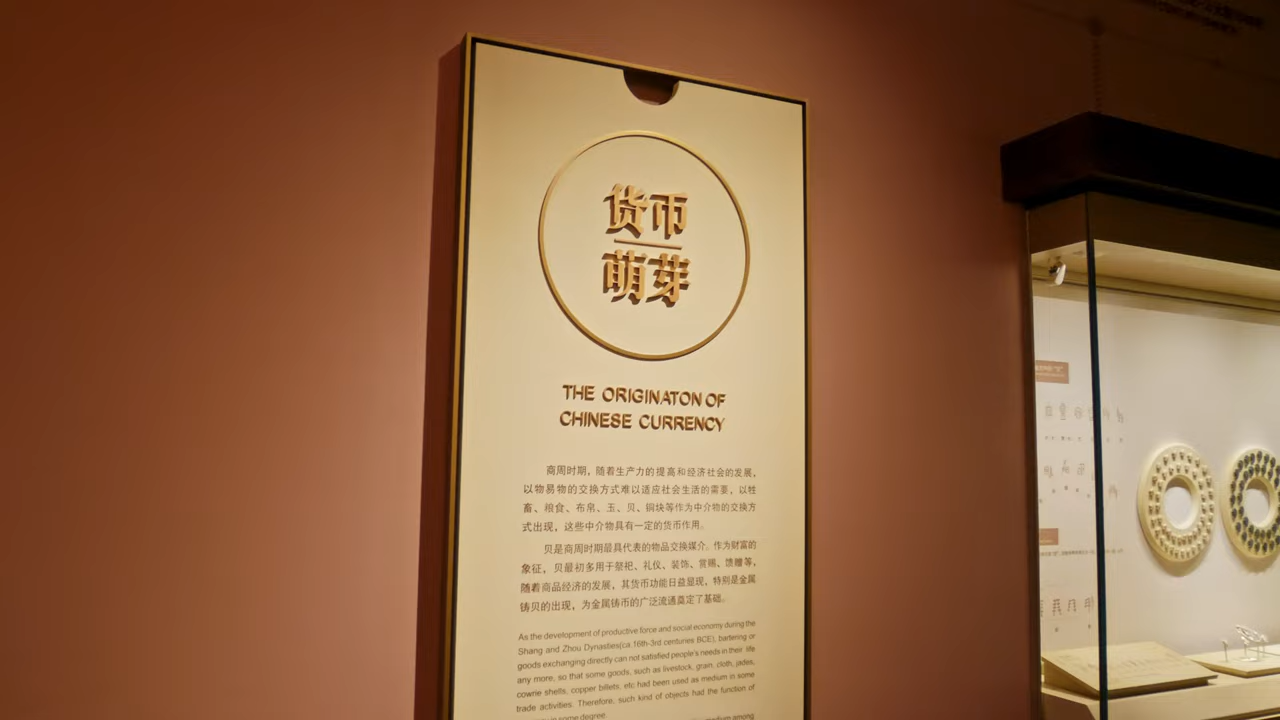 货币
萌芽
THE ORIGINATON OF
CHINESE CURRENCY
商周时期，随着生产力的提高和经济社会的发展，
以物易物的交换方式难以适应社会生活的需要，以牲
畜、粮食、布帛、玉、贝、铜块等作为中介物的交换方
式出现，这些中介物具有一定的货币作用。
贝是商周时期最具代表的物品交换媒介。作为财富的
象征，贝最初多用于祭祀、礼仪、装饰、赏赐、馈赠等，
随着商品经济的发展，其货币功能日益显现，特别是金属
铸贝的出现，为金属铸币的广泛流通奠定了基础。
As the development of productive force and social economy during the
Shang and Zhou Dynasties(ca.16th-3rd centuries BCE), bartering or
goods exchanging directly can not satisfied people's needs in their life
any more, so that some goods, such as livestock, grain, cloth, jades,
cowrie shells, copper billets, etc had been used as medium in some
trade activities. Therefore, such kind of objects had the function of
in some degree.
medium among